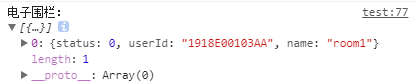 电子围栏: test:77
▼ [{…}] i
▶ 0: {status: 0, userId: "1918E00103AA", name: "room1"}
length: 1
▶ __proto__: Array(0)